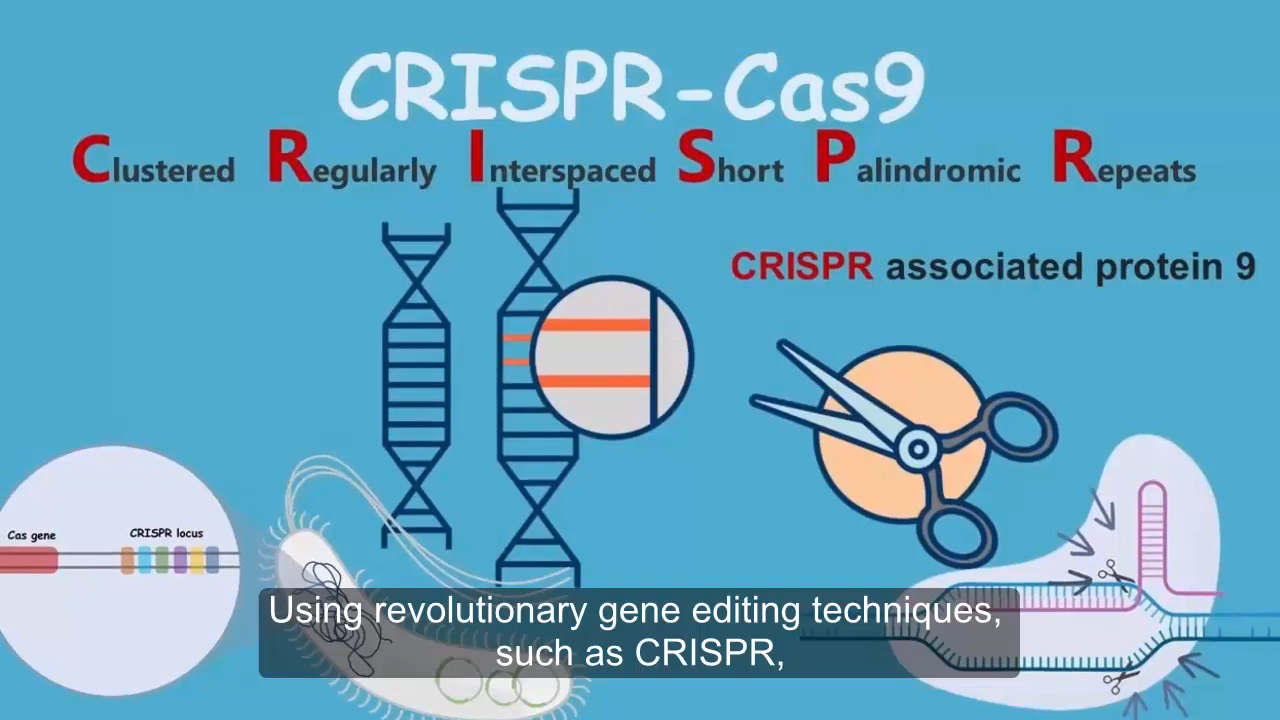 CRISPR-Cas9
Clustered Regularly Interspaced Short Palindromic Repeats
CRISPR associated protein 9
Cas gene
CRISPR locus
Using revolutionary gene editing techniques,
such as CRISPR,